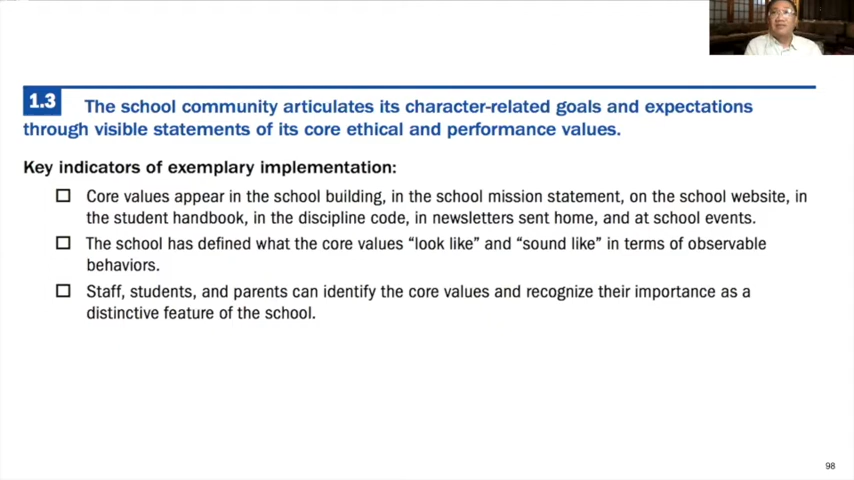 1.3 The school community articulates its character-related goals and expectations
through visible statements of its core ethical and performance values.
Key indicators of exemplary implementation:
☐ Core values appear in the school building, in the school mission statement, on the school website, in
the student handbook, in the discipline code, in newsletters sent home, and at school events.
☐ The school has defined what the core values “look like” and “sound like” in terms of observable
behaviors.
☐ Staff, students, and parents can identify the core values and recognize their importance as a
distinctive feature of the school.
98